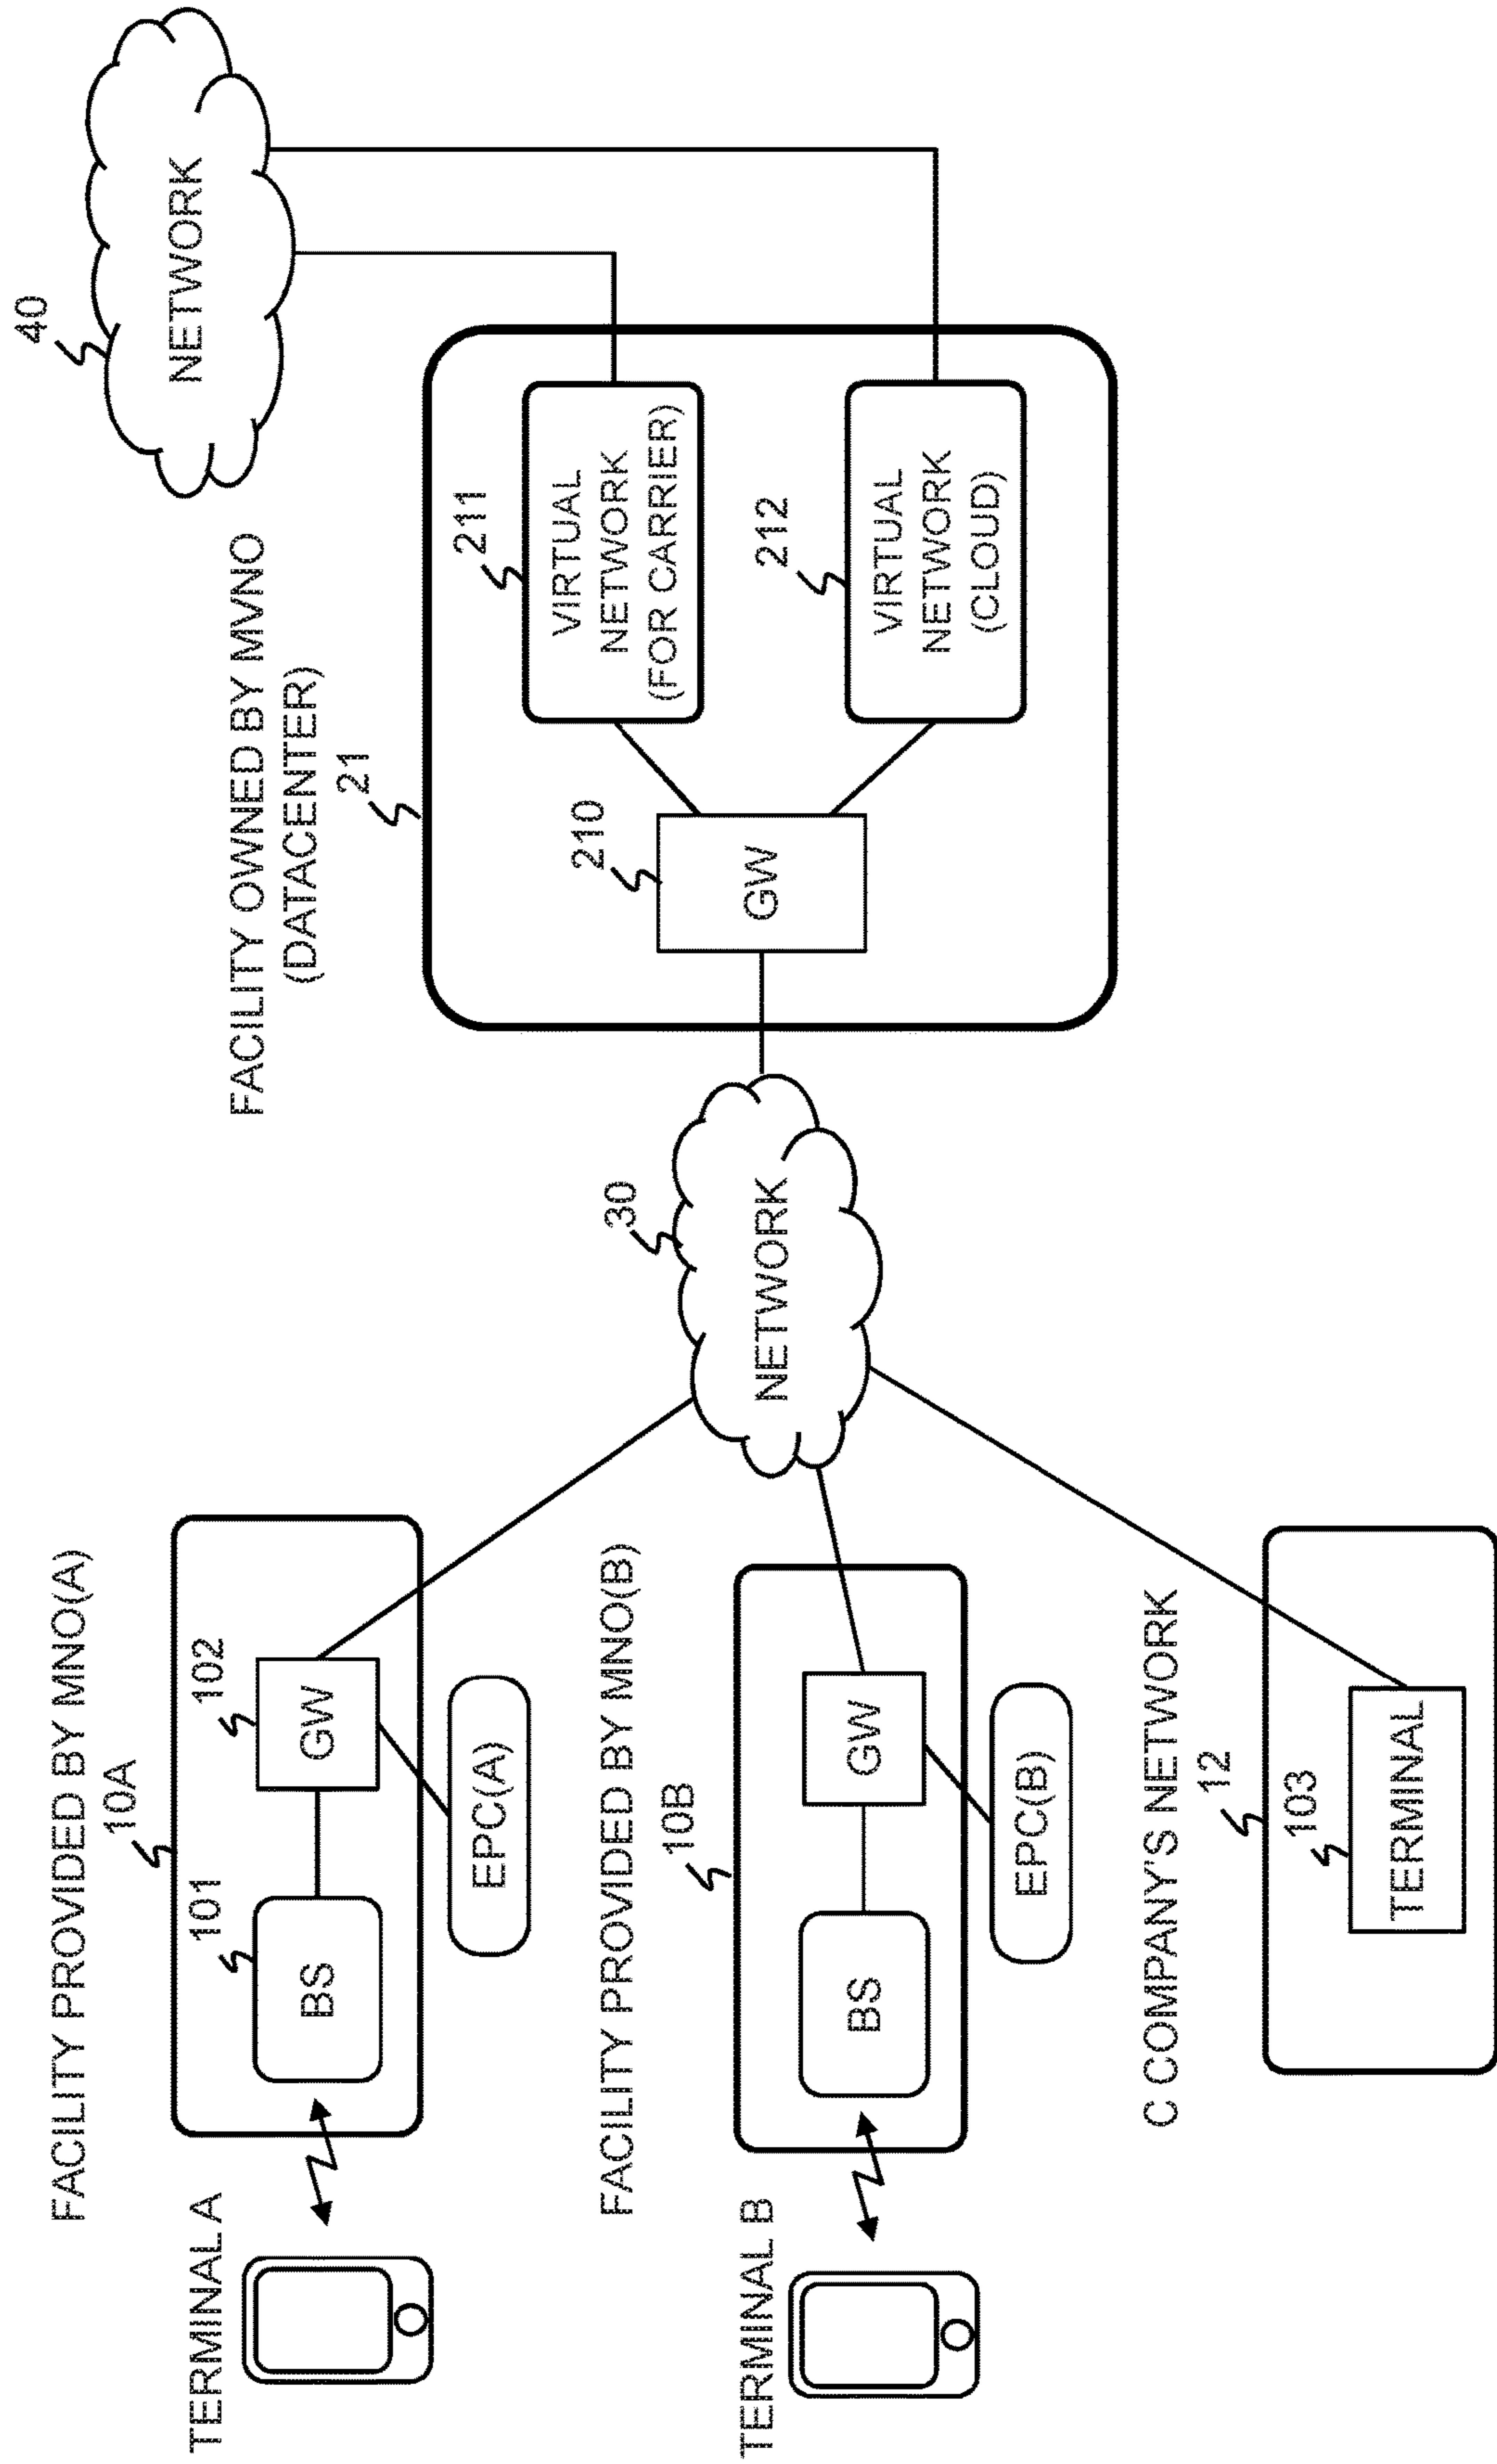 FACILITY PROVIDED BY MNO(A)
10A
TERMINAL A
101
102
BS
GW
EPC(A)
FACILITY PROVIDED BY MNO(B)
10B
TERMINAL B
BS
GW
EPC(B)
C COMPANY'S NETWORK
12
103
TERMINAL
30
NETWORK
FACILITY OWNED BY MVNO
(DATACENTER)
21
210
GW
211
VIRTUAL
NETWORK
(FOR CARRIER)
212
VIRTUAL
NETWORK
(CLOUD)
40
NETWORK